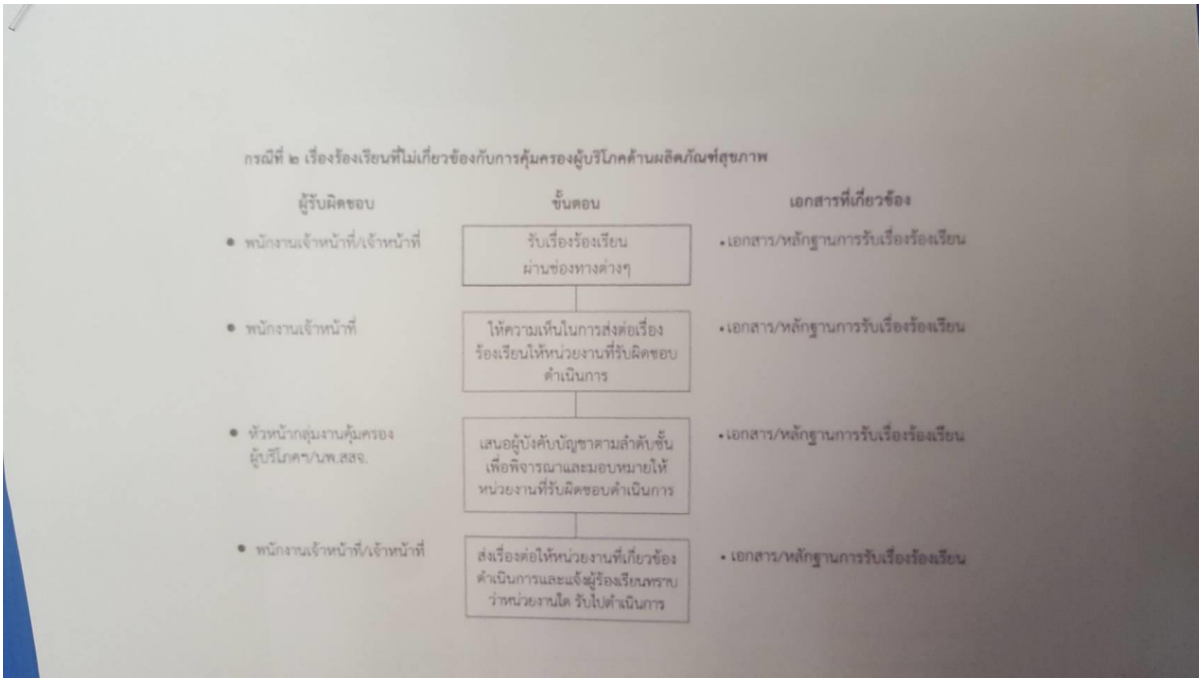 กรณีที่ ๒ เรื่องร้องเรียนที่ไม่เกี่ยวข้องกับการคุ้มครองผู้บริโภคด้านผลิตภัณฑ์สุขภาพ
ผู้รับผิดชอบ ขั้นตอน เอกสารที่เกี่ยวข้อง
● พนักงานเจ้าหน้าที่/เจ้าหน้าที่
รับเรื่องร้องเรียน
ผ่านช่องทางต่างๆ
• เอกสาร/หลักฐานการรับเรื่องร้องเรียน
● พนักงานเจ้าหน้าที่
ให้ความเห็นในการส่งต่อเรื่อง
ร้องเรียนให้หน่วยงานที่รับผิดชอบ
ดำเนินการ
• เอกสาร/หลักฐานการรับเรื่องร้องเรียน
● หัวหน้ากลุ่มงานคุ้มครอง
ผู้บริโภคฯ/นพ.สสจ.
เสนอผู้บังคับบัญชาตามลำดับชั้น
เพื่อพิจารณาและมอบหมายให้
หน่วยงานที่รับผิดชอบดำเนินการ
• เอกสาร/หลักฐานการรับเรื่องร้องเรียน
● พนักงานเจ้าหน้าที่/เจ้าหน้าที่
ส่งเรื่องต่อให้หน่วยงานที่เกี่ยวข้อง
ดำเนินการและแจ้งผู้ร้องเรียนทราบ
ว่าหน่วยงานใด รับไปดำเนินการ
• เอกสาร/หลักฐานการรับเรื่องร้องเรียน